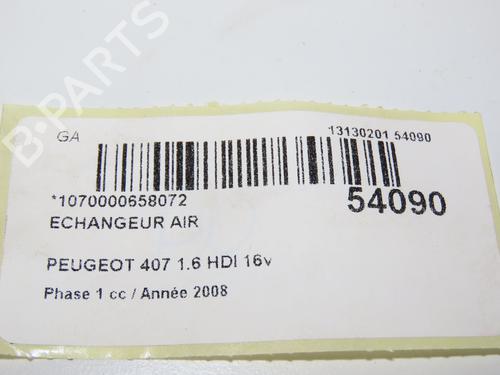 B-PARTS
GA
13130201 54090
*1070000658072
54090
ECHANGEUR AIR
PEUGEOT 407 1.6 HDI 16v
Phase 1 cc / Année 2008